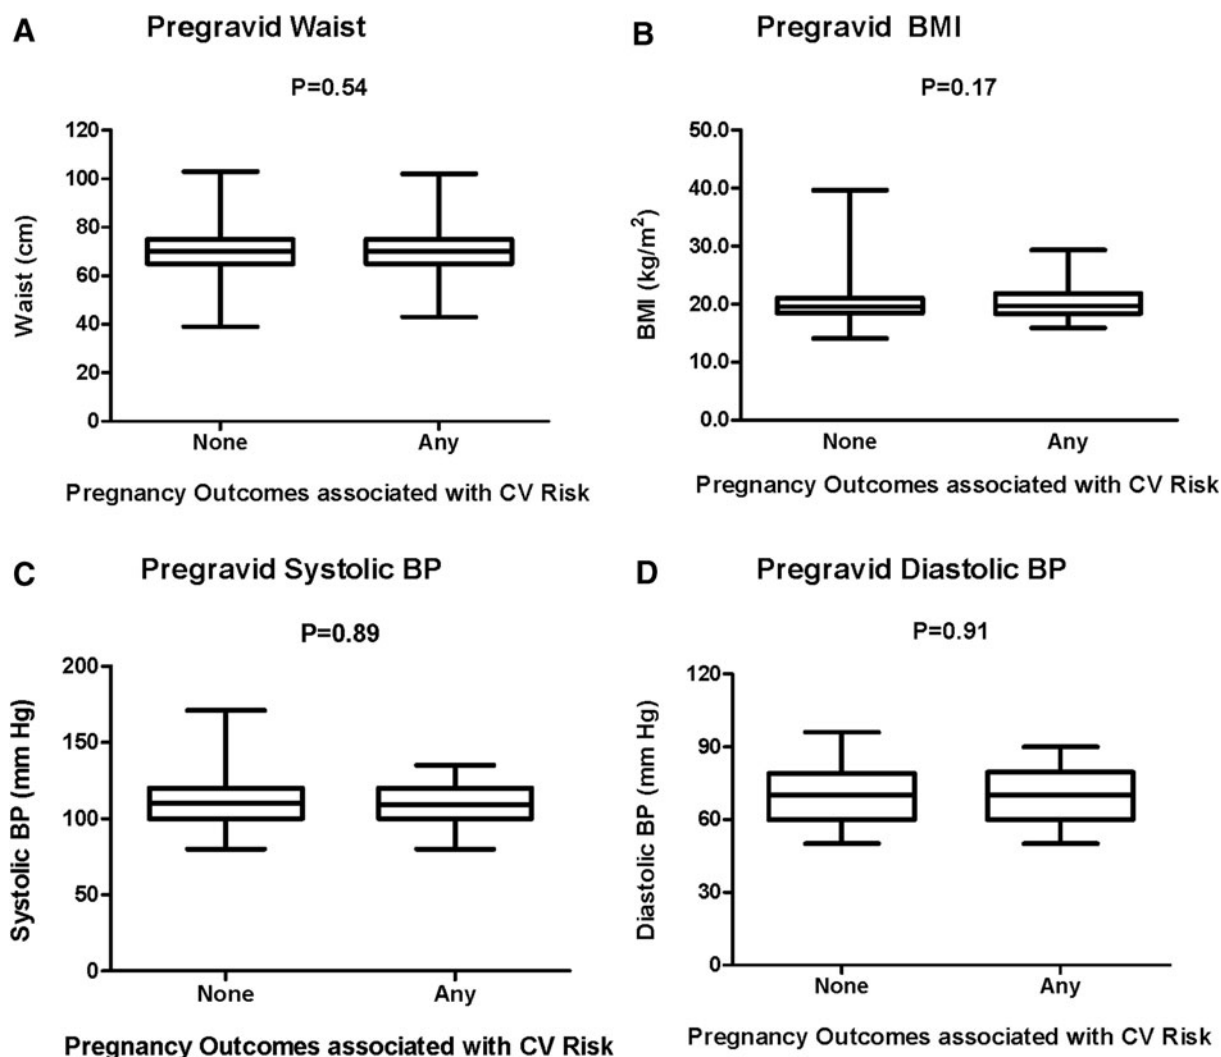 A Pregravid Waist
P=0.54
120
100
80
60
40
20
0
Waist (cm)
None Any
Pregnancy Outcomes associated with CV Risk
B Pregravid BMI
P=0.17
50.0
40.0
30.0
20.0
10.0
0.0
BMI (kg/m²)
None Any
Pregnancy Outcomes associated with CV Risk
C Pregravid Systolic BP
P=0.89
200
150
100
50
0
Systolic BP (mm Hg)
None Any
Pregnancy Outcomes associated with CV Risk
D Pregravid Diastolic BP
P=0.91
120
90
60
30
0
Diastolic BP (mm Hg)
None Any
Pregnancy Outcomes associated with CV Risk